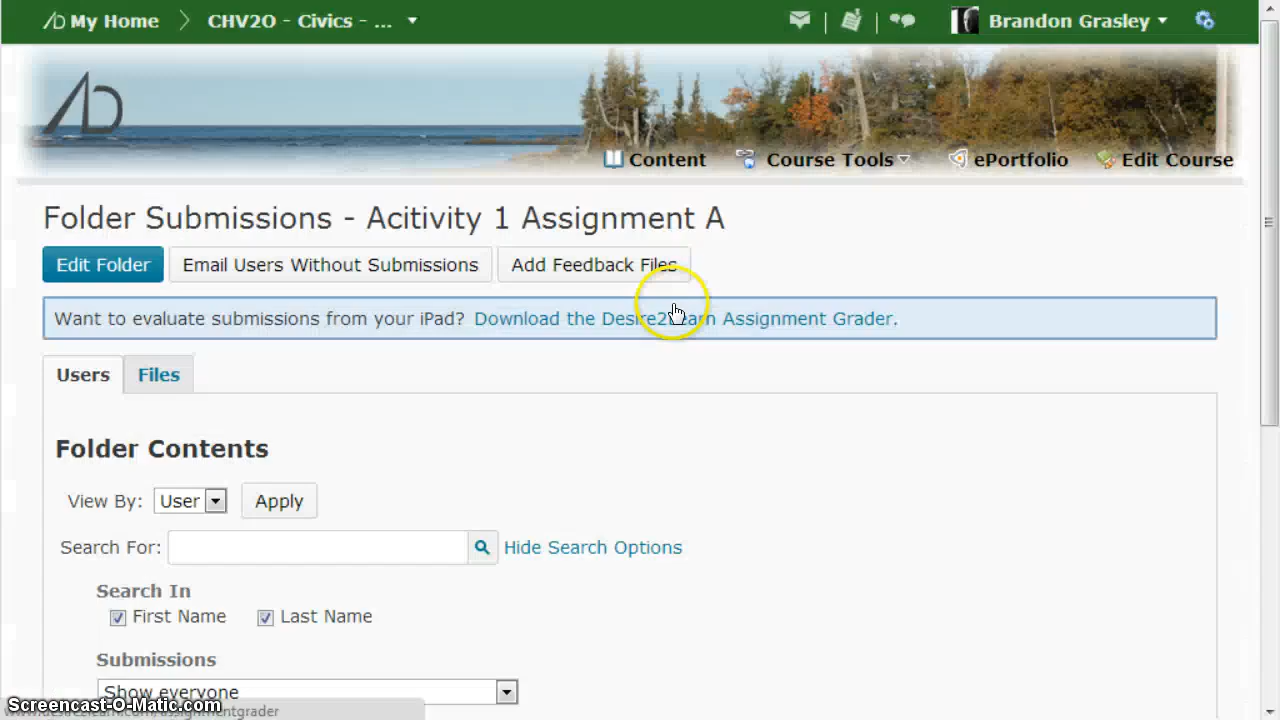 My Home CHV2O - Civics - ... Brandon Grasley
Content Course Tools ePortfolio Edit Course
Folder Submissions - Acitivity 1 Assignment A
Edit Folder Email Users Without Submissions Add Feedback Files
Want to evaluate submissions from your iPad? Download the Desire2Learn Assignment Grader.
Users Files
Folder Contents
View By: User Apply
Search For: Hide Search Options
Search In
First Name Last Name
Submissions
Show everyone
Screencast-O-Matic.com